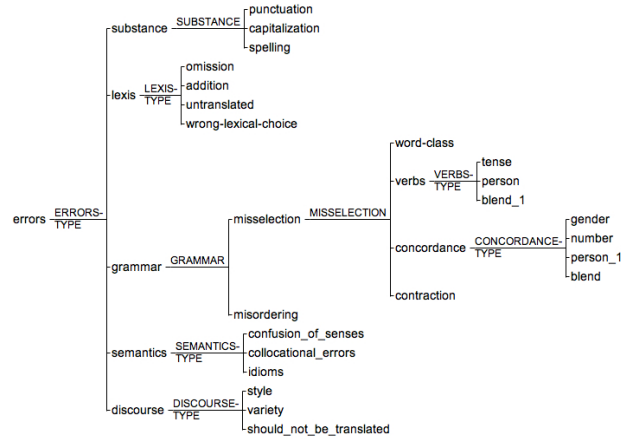 punctuation
substance SUBSTANCE capitalization
spelling
omission
lexis LEXIS-TYPE addition
untranslated
wrong-lexical-choice
word-class
tense
verbs VERBS-TYPE person
blend_1
errors ERRORS-TYPE misselection MISSELECTION gender
concordance CONCORDANCE-TYPE number
person_1
grammar GRAMMAR blend
contraction
misordering
confusion_of_senses
semantics SEMANTICS-TYPE collocational_errors
idioms
style
discourse DISCOURSE-TYPE variety
should_not_be_translated